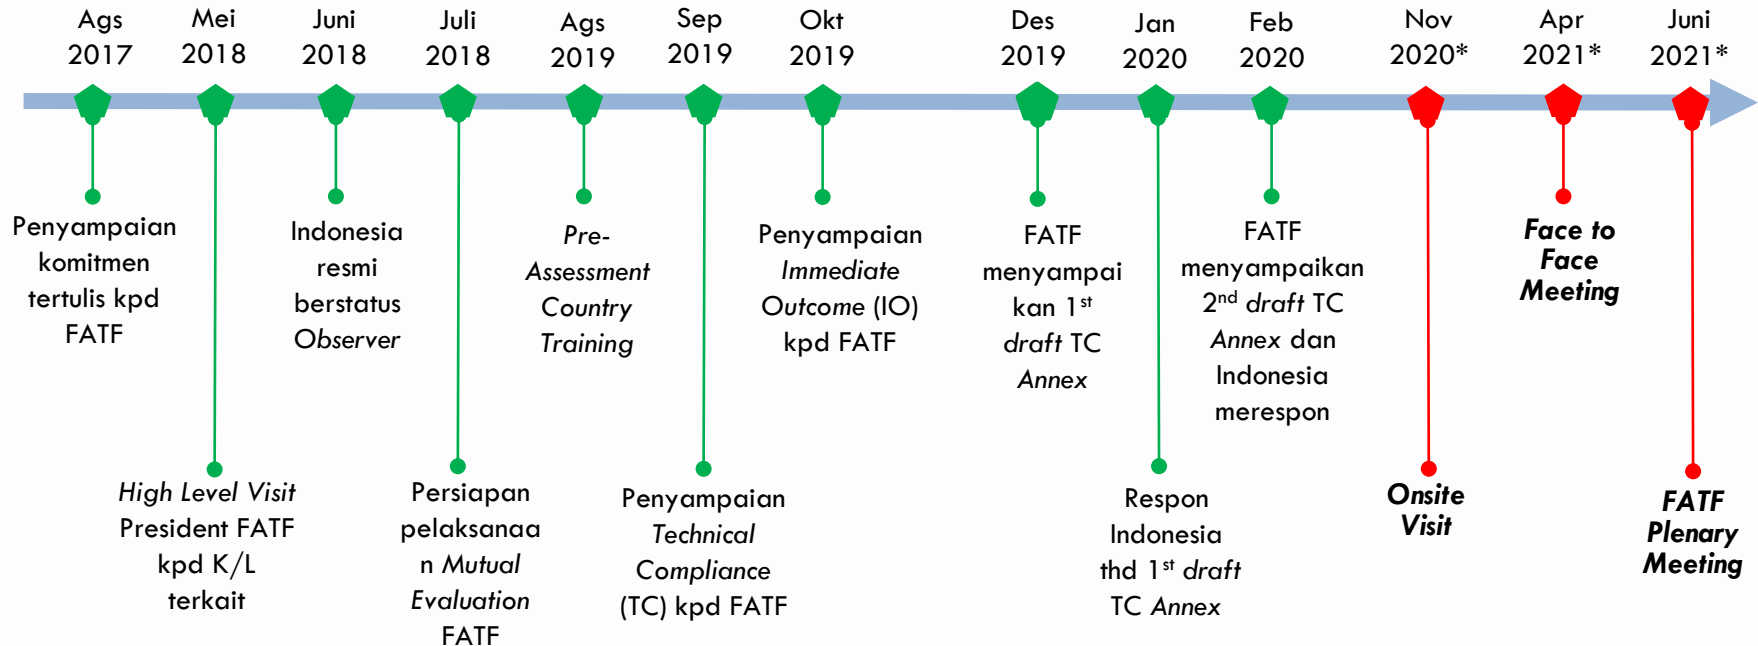 Ags
2017
Mei
2018
Juni
2018
Juli
2018
Ags
2019
Sep
2019
Okt
2019
Des
2019
Jan
2020
Feb
2020
Nov
2020*
Apr
2021*
Juni
2021*
Penyampaian
komitmen
tertulis kpd
FATF
Indonesia
resmi
berstatus
Observer
Pre-
Assessment
Country
Training
Penyampaian
Immediate
Outcome (IO)
kpd FATF
FATF
menyampai
kan 1st
draft TC
Annex
FATF
menyampaikan
2nd draft TC
Annex dan
Indonesia
merespon
Face to
Face
Meeting
High Level Visit
President FATF
kpd K/L
terkait
Persiapan
pelaksanaa
n Mutual
Evaluation
FATF
Penyampaian
Technical
Compliance
(TC) kpd FATF
Respon
Indonesia
thd 1st draft
TC Annex
Onsite
Visit
FATF
Plenary
Meeting